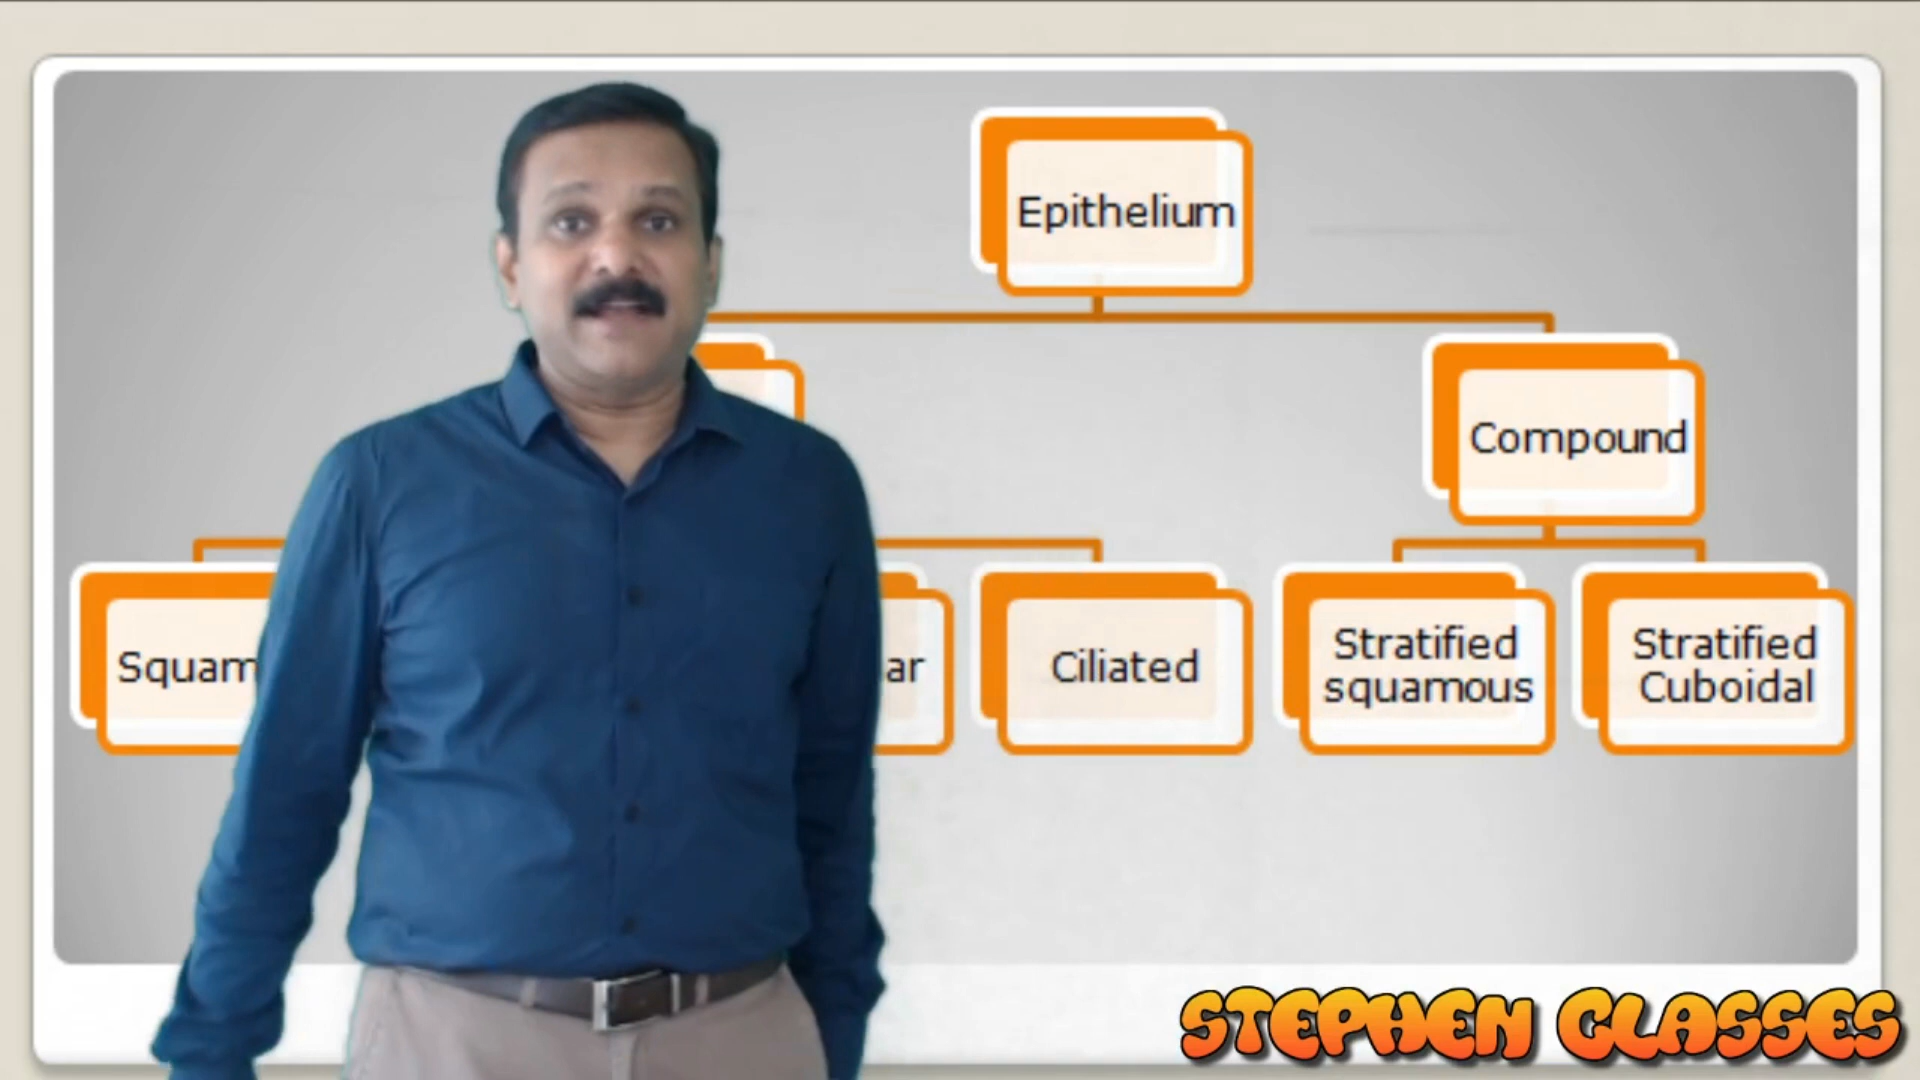 Epithelium
Compound
Squam
ar
Ciliated
Stratified
squamous
Stratified
Cuboidal
STEPHEN CLASSES